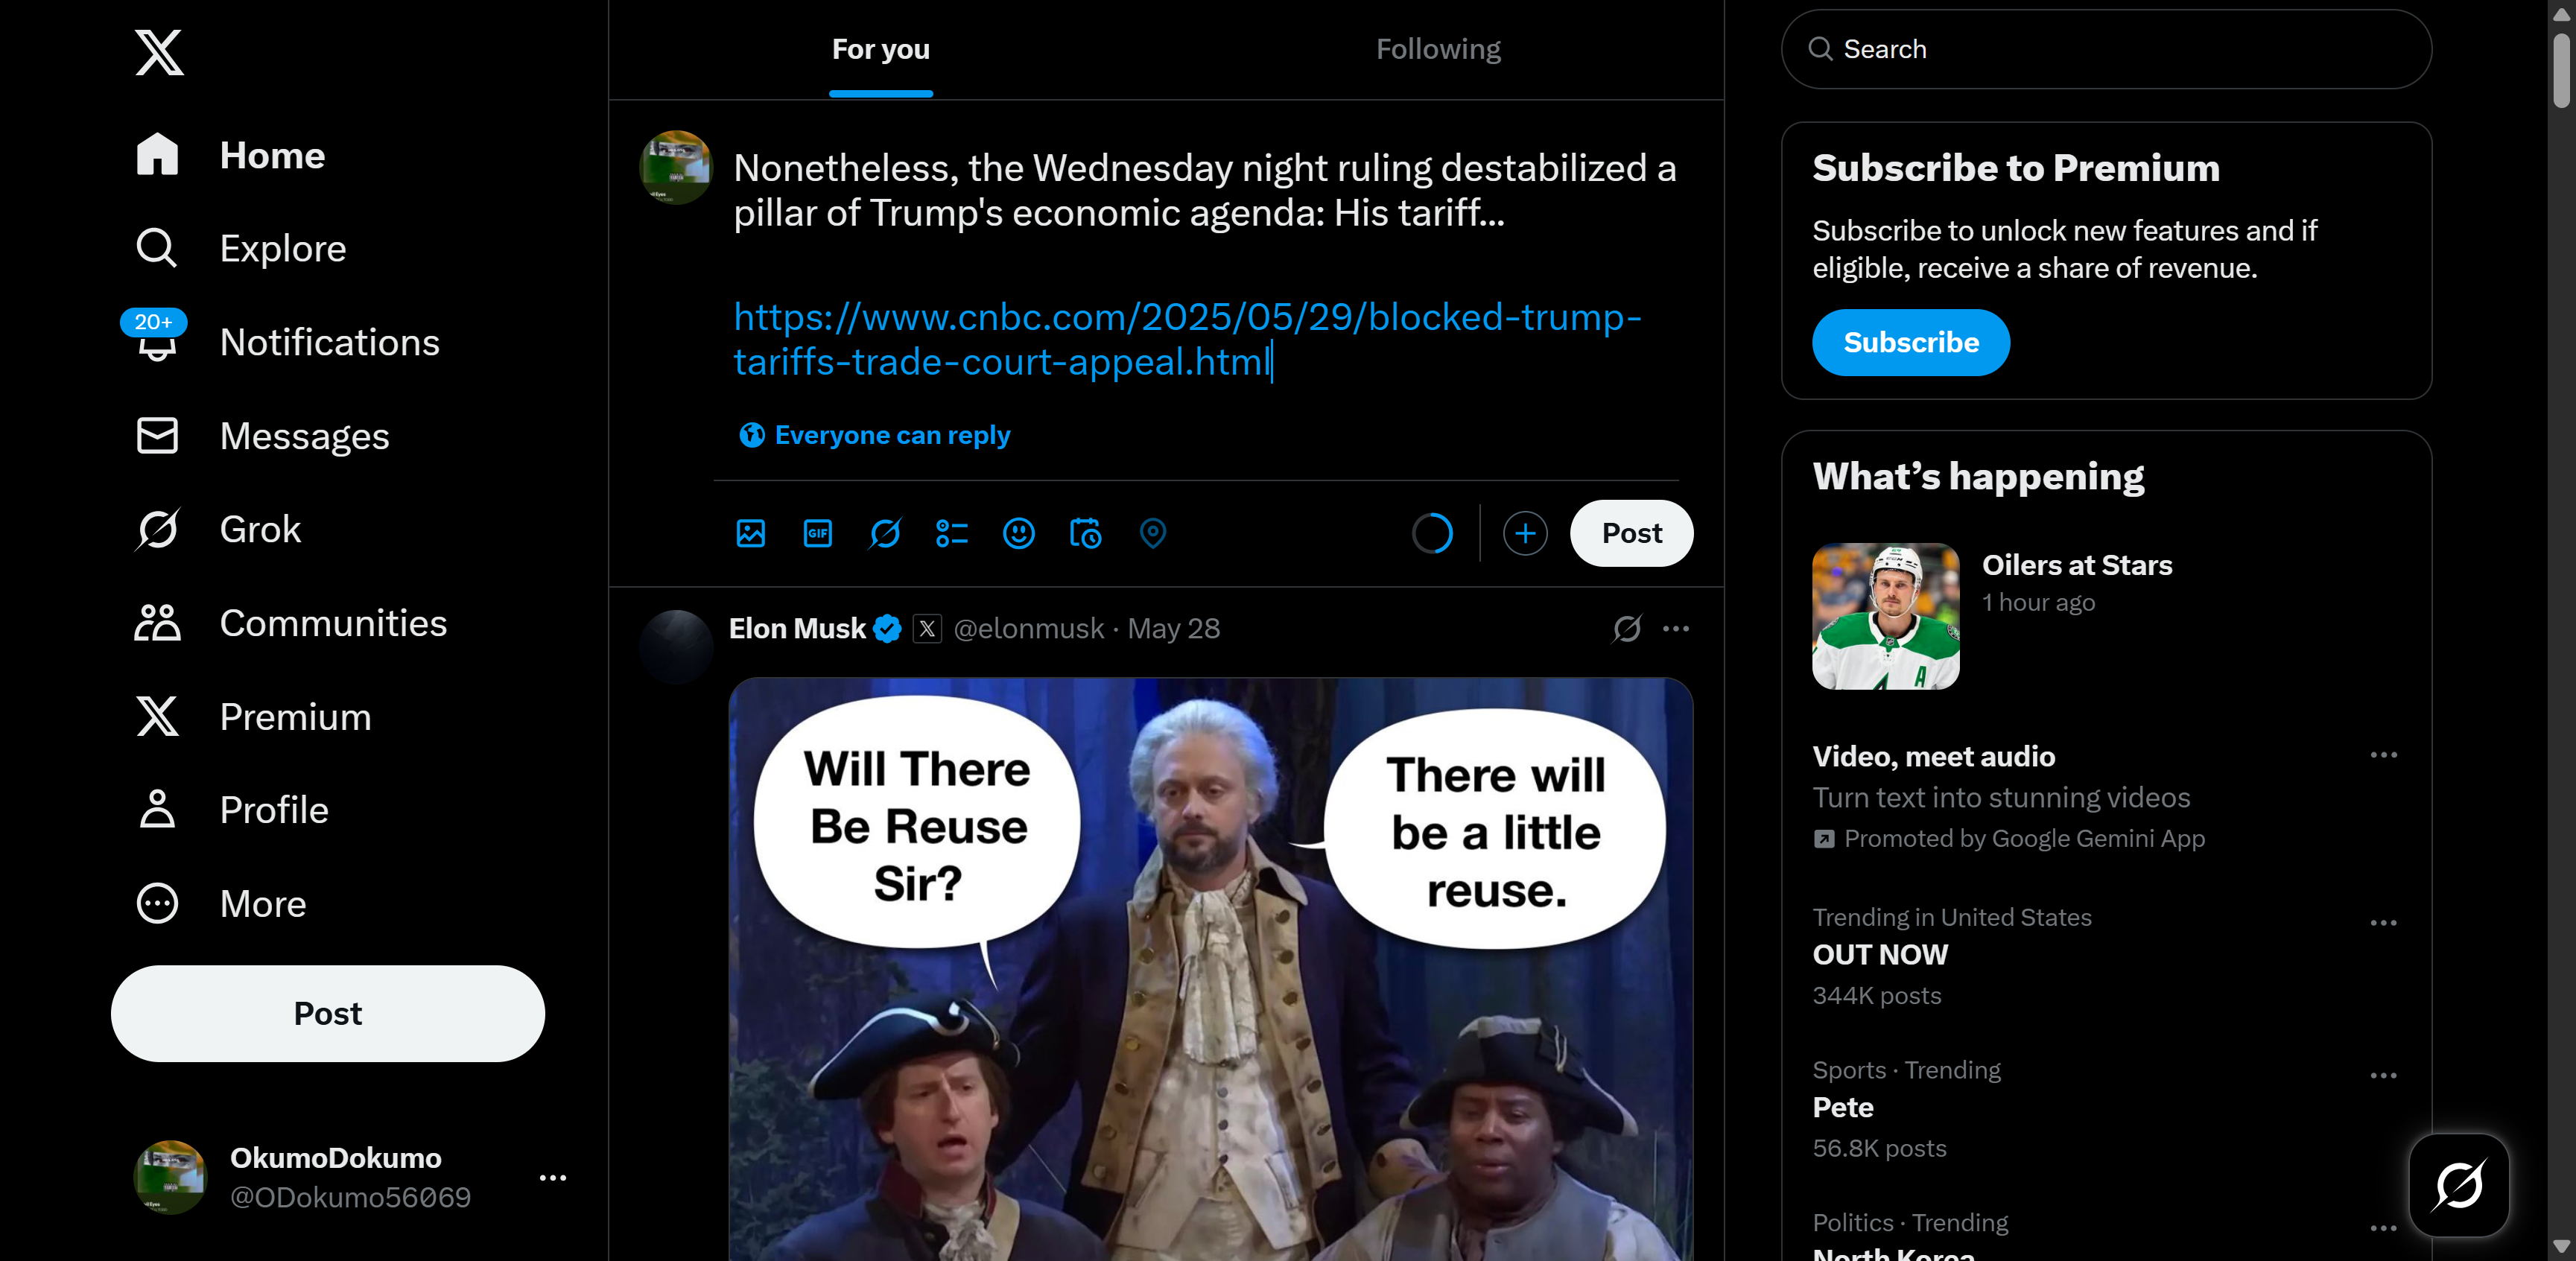 Home
Explore
20+
Notifications
Messages
Grok
Communities
Premium
Profile
More
Post
OkumoDokumo
@ODokumo56069
For you
Following
Nonetheless, the Wednesday night ruling destabilized a
pillar of Trump's economic agenda: His tariff...
https://www.cnbc.com/2025/05/29/blocked-trump-
tariffs-trade-court-appeal.html
Everyone can reply
GIF
Post
Elon Musk @elonmusk · May 28
Will There
Be Reuse
Sir?
There will
be a little
reuse.
Search
Subscribe to Premium
Subscribe to unlock new features and if
eligible, receive a share of revenue.
Subscribe
What’s happening
Oilers at Stars
1 hour ago
A
Video, meet audio
Turn text into stunning videos
Promoted by Google Gemini App
Trending in United States
OUT NOW
344K posts
Sports · Trending
Pete
56.8K posts
Politics · Trending
North Korea